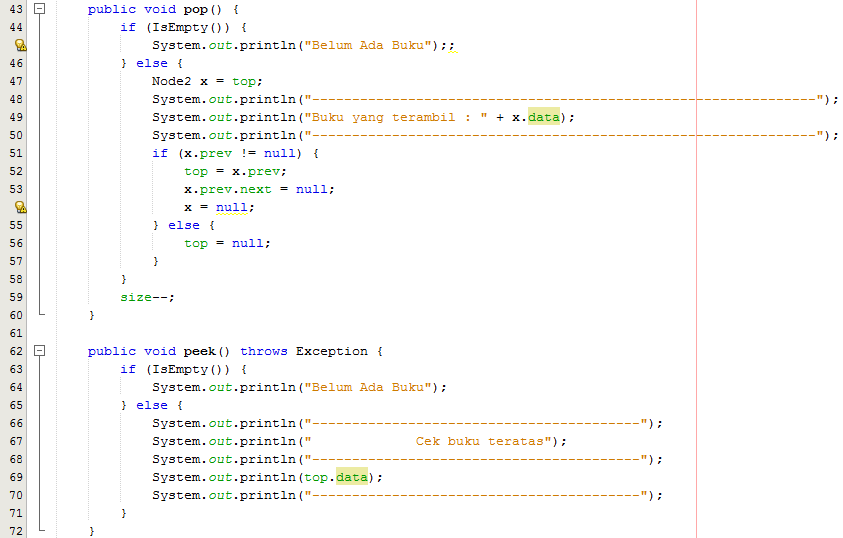 43 public void pop() {
44 if (IsEmpty()) {
System.out.println("Belum Ada Buku");;
46 } else {
47 Node2 x = top;
48 System.out.println("---------------------------------------------------------------");
49 System.out.println("Buku yang terambil : " + x.data);
50 System.out.println("---------------------------------------------------------------");
51 if (x.prev != null) {
52 top = x.prev;
53 x.prev.next = null;
x = null;
55 } else {
56 top = null;
57 }
58 }
59 size--;
60 }
61
62 public void peek() throws Exception {
63 if (IsEmpty()) {
64 System.out.println("Belum Ada Buku");
65 } else {
66 System.out.println("-----------------------------------------");
67 System.out.println("             Cek buku teratas");
68 System.out.println("-----------------------------------------");
69 System.out.println(top.data);
70 System.out.println("-----------------------------------------");
71 }
72 }